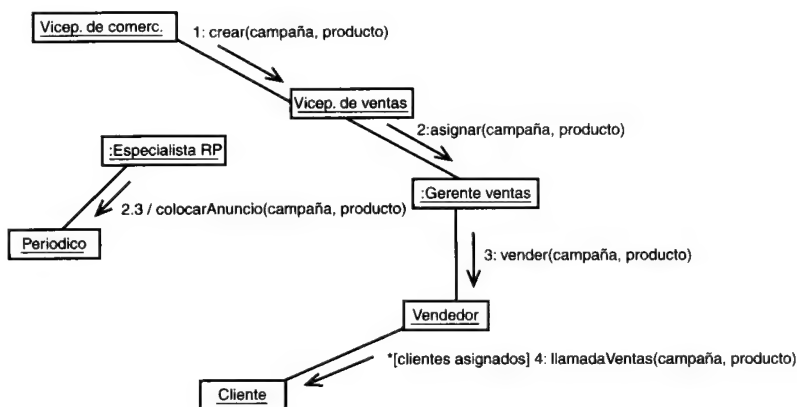 Vicep. de comerc.
1: crear(campaña, producto)
Vicep. de ventas
2:asignar(campaña, producto)
:Especialista RP
:Gerente ventas
2.3 / colocarAnuncio(campaña, producto)
Periodico
3: vender(campaña, producto)
Vendedor
*[clientes asignados] 4: llamadaVentas(campaña, producto)
Cliente